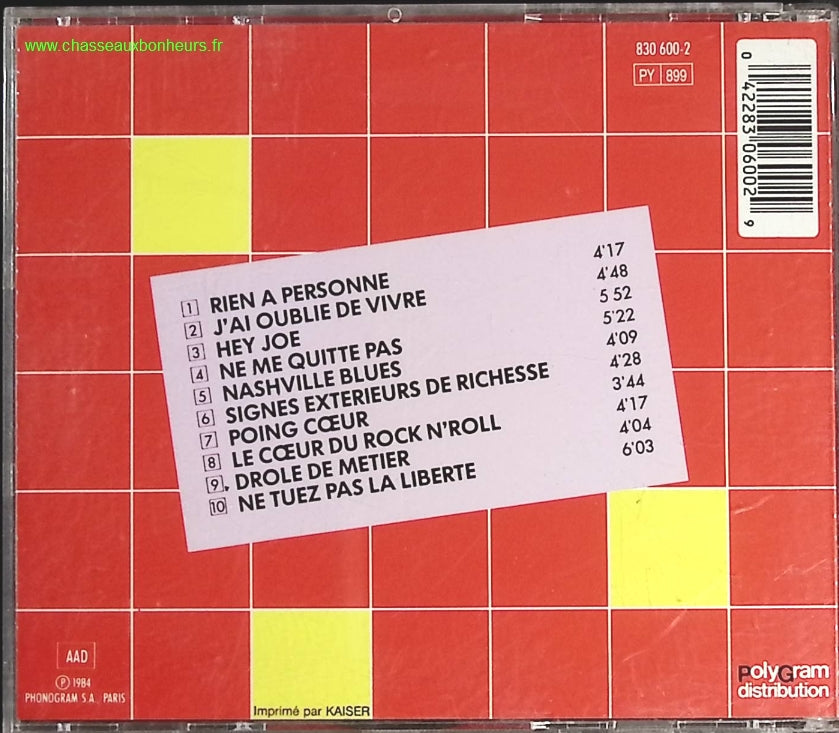 www.chasseauxbonheurs.fr
830 600-2
PY 899
0 42283 06002 9
1 RIEN A PERSONNE 4'17
2 J'AI OUBLIE DE VIVRE 4'48
3 HEY JOE 5 52
4 NE ME QUITTE PAS 5'22
5 NASHVILLE BLUES 4'09
6 SIGNES EXTERIEURS DE RICHESSE 4'28
7 POING CŒUR 3'44
8 LE CŒUR DU ROCK N'ROLL 4'17
9 DROLE DE METIER 4'04
10 NE TUEZ PAS LA LIBERTE 6'03
AAD
Ⓟ 1984
PHONOGRAM S.A., PARIS
Imprimé par KAISER
PolyGram
distribution